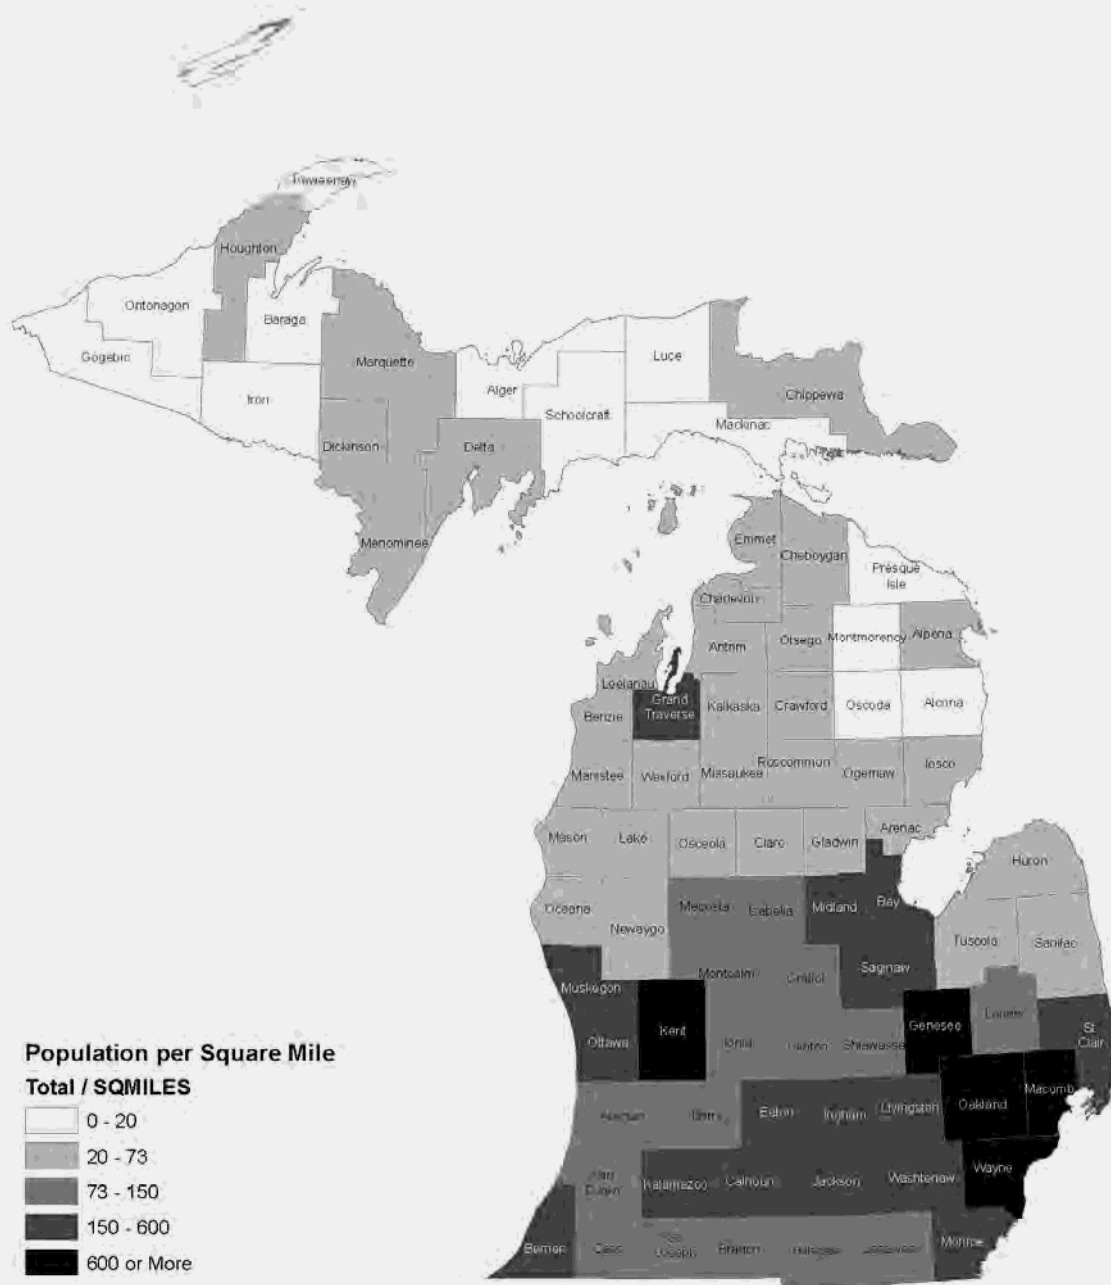 Houghton
Ontonagon
Baraga
Gogebic
Marquette
Luce
Iron
Alger
Chippewa
Schoolcraft
Mackinac
Dickinson
Delta
Menominee
Emmet
Cheboygan
Presque
Isle
Charlevoix
Antrim
Otsego
Montmorency
Alpena
Leelanau
Grand
Traverse
Benzie
Kalkaska
Crawford
Oscoda
Alcona
Manistee
Wexford
Missaukee
Roscommon
Ogemaw
Iosco
Mason
Lake
Osceola
Clare
Gladwin
Arenac
Huron
Oceana
Newaygo
Mecosta
Isabella
Midland
Bay
Tuscola
Sanilac
Muskegon
Montcalm
Gratiot
Saginaw
Ottawa
Kent
Ionia
Clinton
Shiawasse
Genesee
Lapeer
St
Clair
Allegan
Barry
Eaton
Ingham
Livingston
Oakland
Macomb
Van
Buren
Kalamazoo
Calhoun
Jackson
Washtenaw
Wayne
Berrien
Cass
St
Joseph
Branch
Hillsdale
Lenawee
Monroe
Population per Square Mile
Total / SQMILES
0 - 20
20 - 73
73 - 150
150 - 600
600 or More